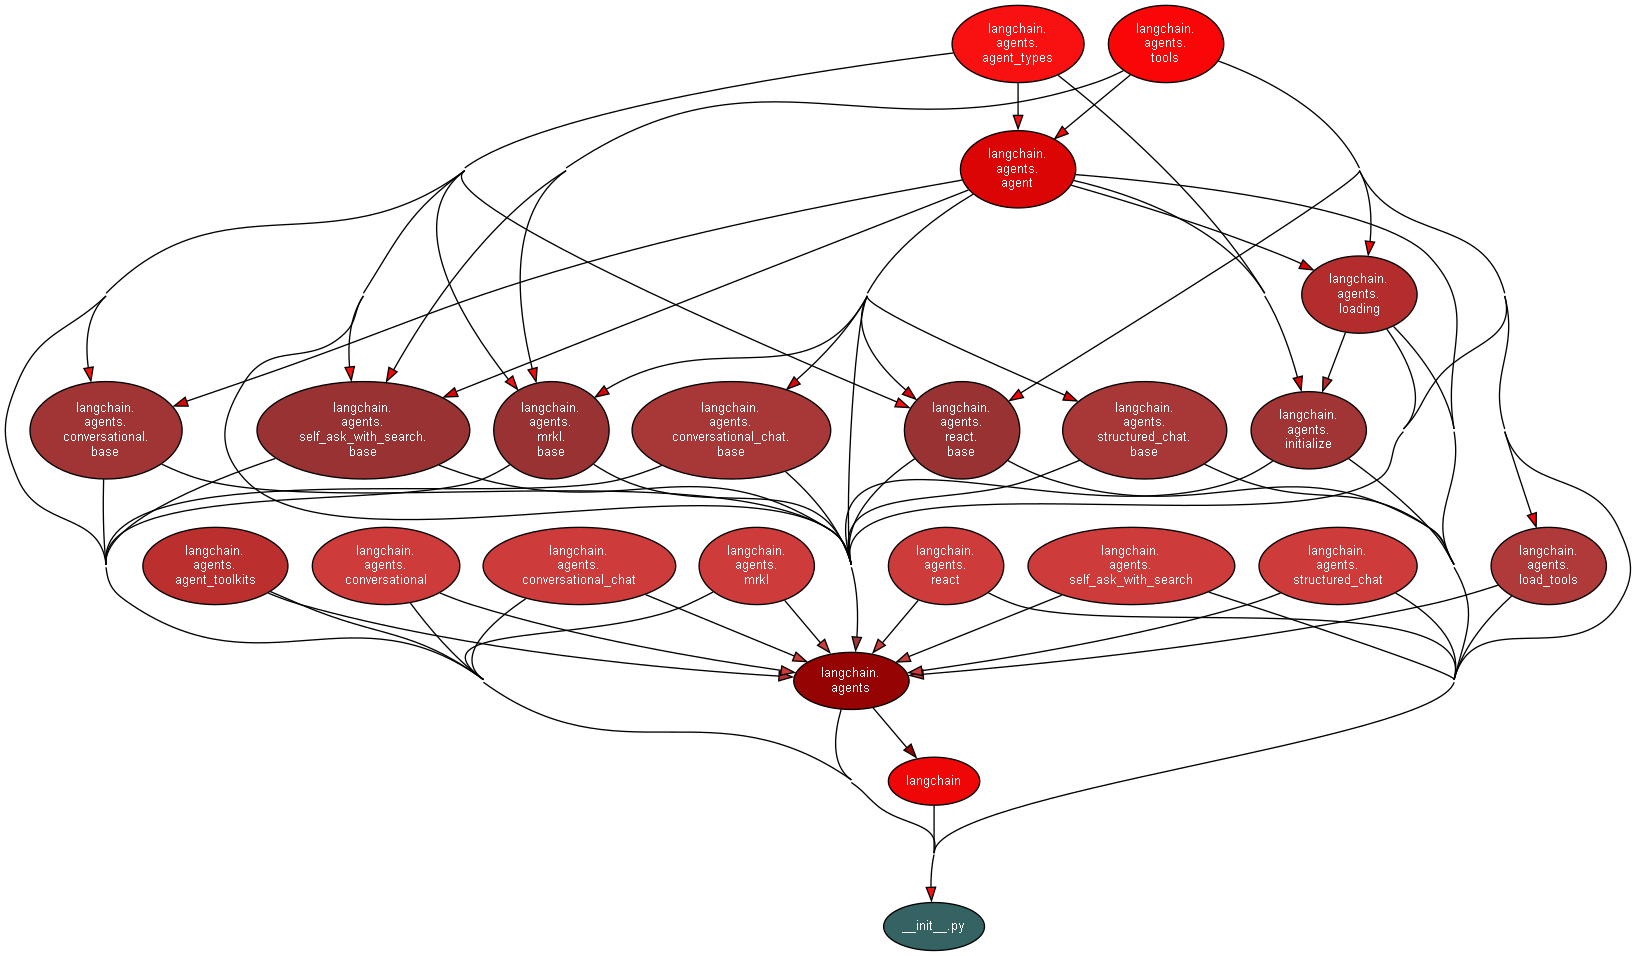 langchain.
agents.
agent_types
langchain.
agents.
tools
langchain.
agents.
agent
langchain.
agents.
loading
langchain.
agents.
conversational.
base
langchain.
agents.
self_ask_with_search.
base
langchain.
agents.
mrkl.
base
langchain.
agents.
conversational_chat.
base
langchain.
agents.
react.
base
langchain.
agents.
structured_chat.
base
langchain.
agents.
initialize
langchain.
agents.
agent_toolkits
langchain.
agents.
conversational
langchain.
agents.
conversational_chat
langchain.
agents.
mrkl
langchain.
agents.
react
langchain.
agents.
self_ask_with_search
langchain.
agents.
structured_chat
langchain.
agents.
load_tools
langchain.
agents
langchain
__init__.py